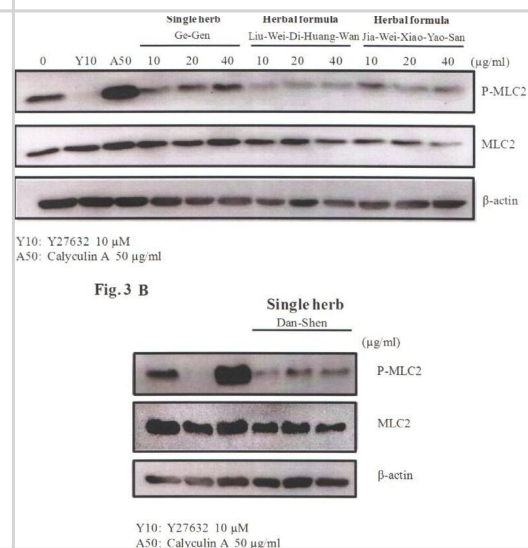 Single herb Herbal formula Herbal formula
Ge-Gen Liu-Wei-Di-Huang-Wan Jia-Wei-Xiao-Yao-San
0 Y10 A50 10 20 40 10 20 40 10 20 40 (µg/ml)
P-MLC2
MLC2
β-actin
Y10: Y27632 10 µM
A50: Calyculin A 50 µg/ml
Fig. 3 B
Single herb
Dan-Shen
(µg/ml)
P-MLC2
MLC2
β-actin
Y10: Y27632 10 µM
A50: Calyculin A 50 µg/ml